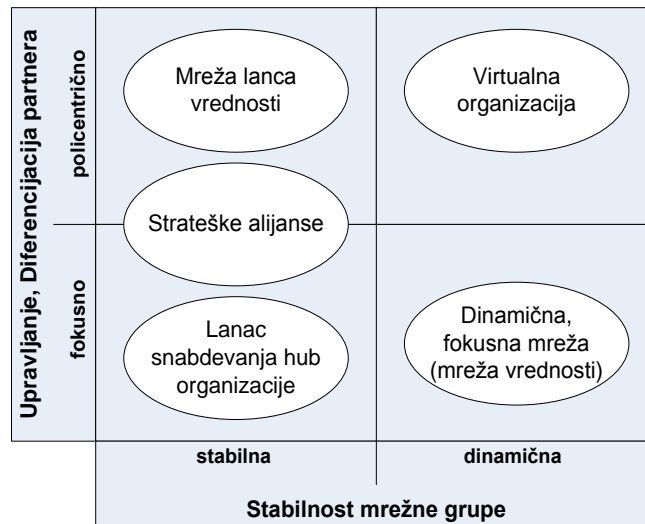 Upravljanje, Diferencijacija partnera
policentrično
fokusno
Mreža lanca
vrednosti
Virtualna
organizacija
Strateške alijanse
Lanac
snabdevanja hub
organizacije
Dinamična,
fokusna mreža
(mreža vrednosti)
stabilna
dinamična
Stabilnost mrežne grupe